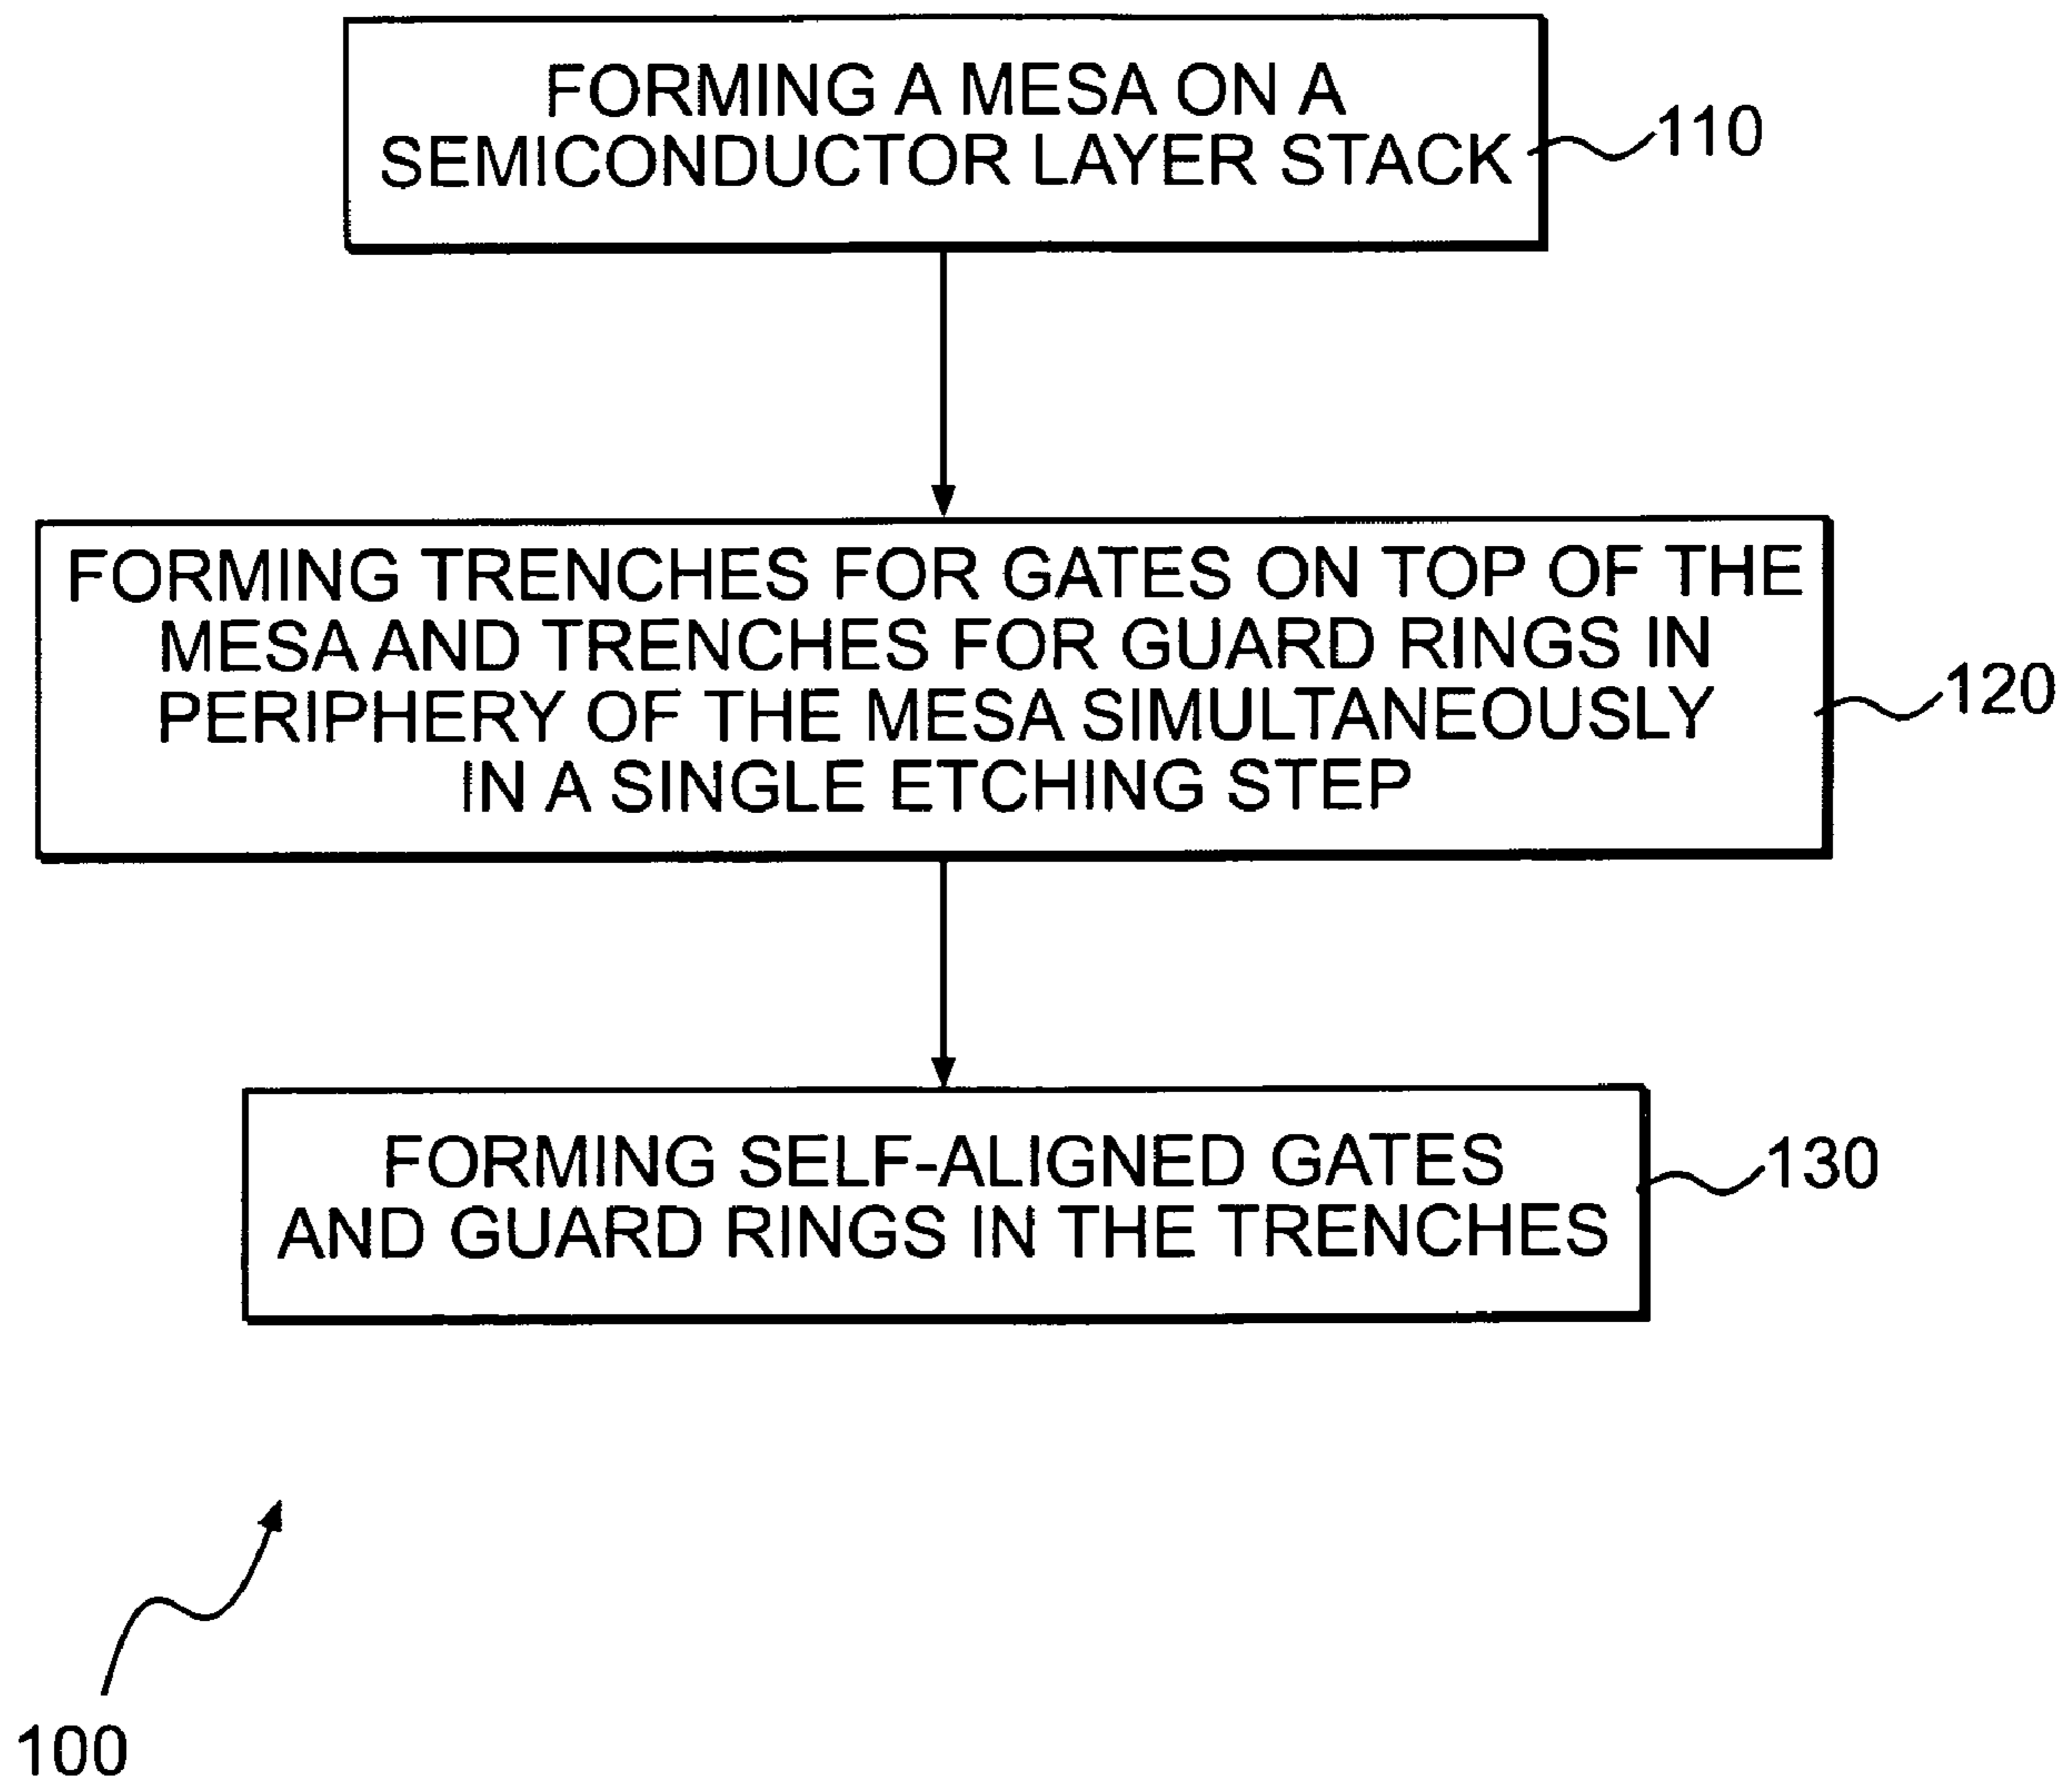 FORMING A MESA ON A
SEMICONDUCTOR LAYER STACK
110
FORMING TRENCHES FOR GATES ON TOP OF THE
MESA AND TRENCHES FOR GUARD RINGS IN
PERIPHERY OF THE MESA SIMULTANEOUSLY
IN A SINGLE ETCHING STEP
120
FORMING SELF-ALIGNED GATES
AND GUARD RINGS IN THE TRENCHES
130
100